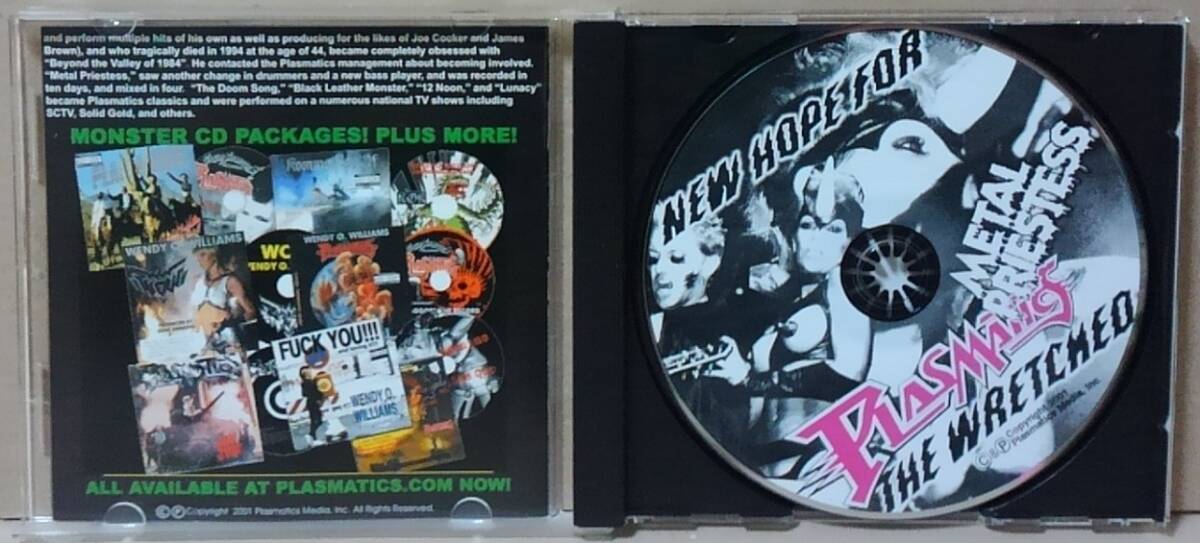 and perform multiple hits of his own as well as producing for the likes of Joe Cocker and James
Brown), and who tragically died in 1994 at the age of 44, became completely obsessed with
"Beyond the Valley of 1984". He contacted the Plasmatics management about becoming involved.
"Metal Priestess," saw another change in drummers and a new bass player, and was recorded in
ten days, and mixed in four. "The Doom Song," "Black Leather Monster," "12 Noon," and "Lunacy"
became Plasmatics classics and were performed on a numerous national TV shows including
SCTV, Solid Gold, and others.
MONSTER CD PACKAGES! PLUS MORE!
WENDY O. WILLIAMS
WENDY O. WILLIAMS
FUCK YOU!!!
WENDY O.
WILLIAMS
ALL AVAILABLE AT PLASMATICS.COM NOW!
©℗Copyright 2001 Plasmatics Media, Inc. All Rights Reserved.
NEW HOPE FOR
METAL
PRIESTESS
PLASMATICS
THE WRETCHED
©&℗ Copyright 2001
Plasmatics Media, Inc.